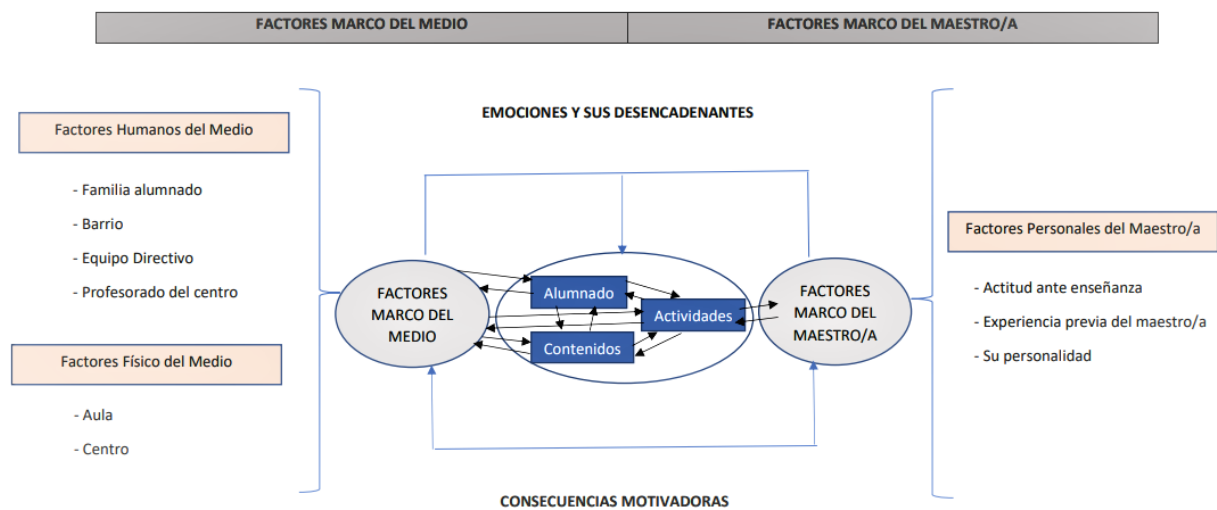 FACTORES MARCO DEL MEDIO
FACTORES MARCO DEL MAESTRO/A
EMOCIONES Y SUS DESENCADENANTES
Factores Humanos del Medio
- Familia alumnado
- Barrio
- Equipo Directivo
- Profesorado del centro
Factores Físico del Medio
- Aula
- Centro
FACTORES
MARCO DEL
MEDIO
Alumnado
Actividades
Contenidos
FACTORES
MARCO DEL
MAESTRO/A
Factores Personales del Maestro/a
- Actitud ante enseñanza
- Experiencia previa del maestro/a
- Su personalidad
CONSECUENCIAS MOTIVADORAS